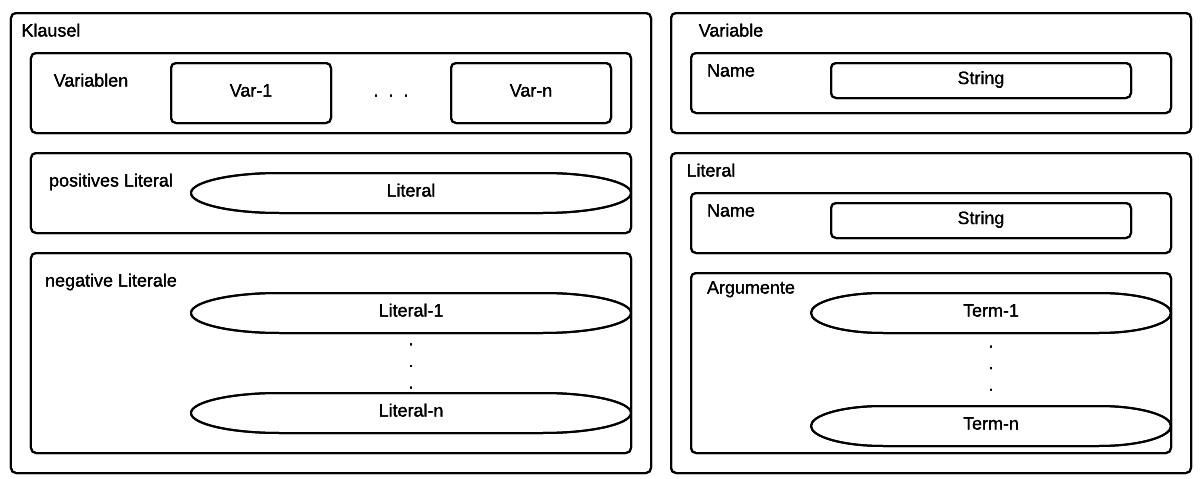 Klausel
Variablen
Var-1
. . .
Var-n
positives Literal
Literal
negative Literale
Literal-1
.
.
.
Literal-n
Variable
Name
String
Literal
Name
String
Argumente
Term-1
.
.
.
Term-n